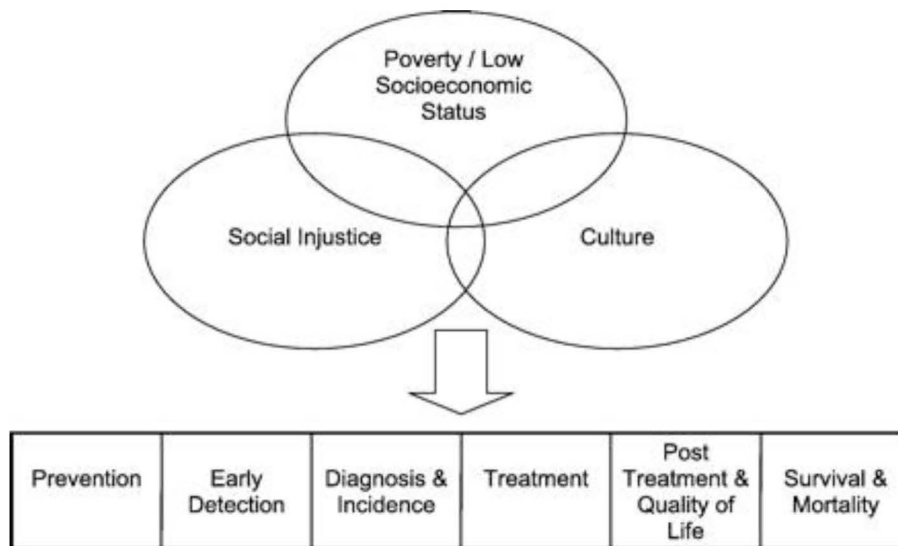 Poverty / Low
Socioeconomic
Status
Social Injustice
Culture
Prevention
Early
Detection
Diagnosis &
Incidence
Treatment
Post
Treatment &
Quality of
Life
Survival &
Mortality